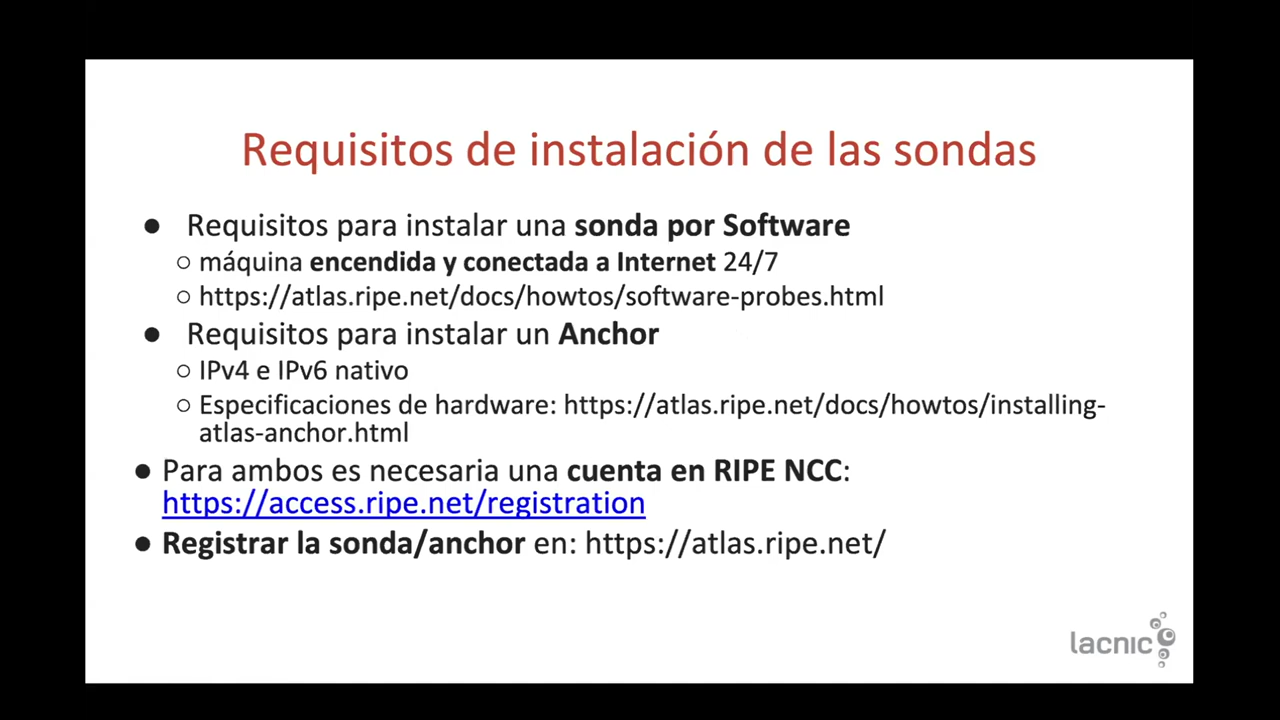 Requisitos de instalación de las sondas
● Requisitos para instalar una sonda por Software
○ máquina encendida y conectada a Internet 24/7
○ https://atlas.ripe.net/docs/howtos/software-probes.html
● Requisitos para instalar un Anchor
○ IPv4 e IPv6 nativo
○ Especificaciones de hardware: https://atlas.ripe.net/docs/howtos/installing-
atlas-anchor.html
● Para ambos es necesaria una cuenta en RIPE NCC:
https://access.ripe.net/registration
● Registrar la sonda/anchor en: https://atlas.ripe.net/
lacnic